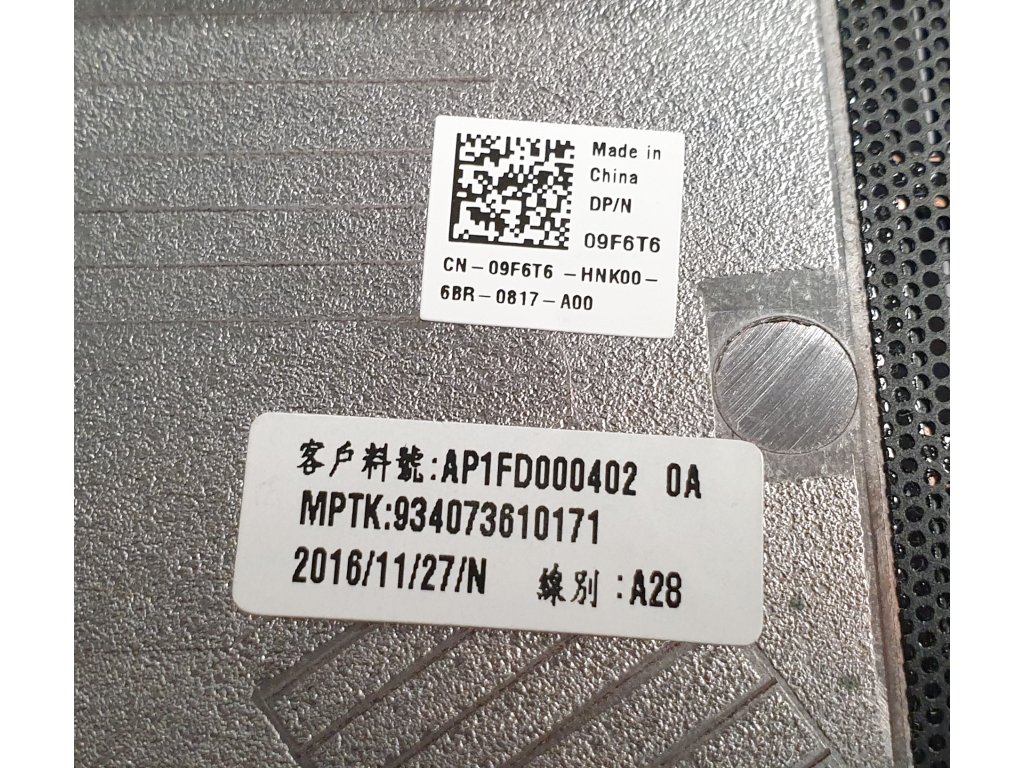 Made in
China
DP/N
09F6T6
CN-09F6T6-HNK00-
6BR-0817-A00
客戶料號:AP1FD000402 0A
MPTK:934073610171
2016/11/27/N 線別:A28